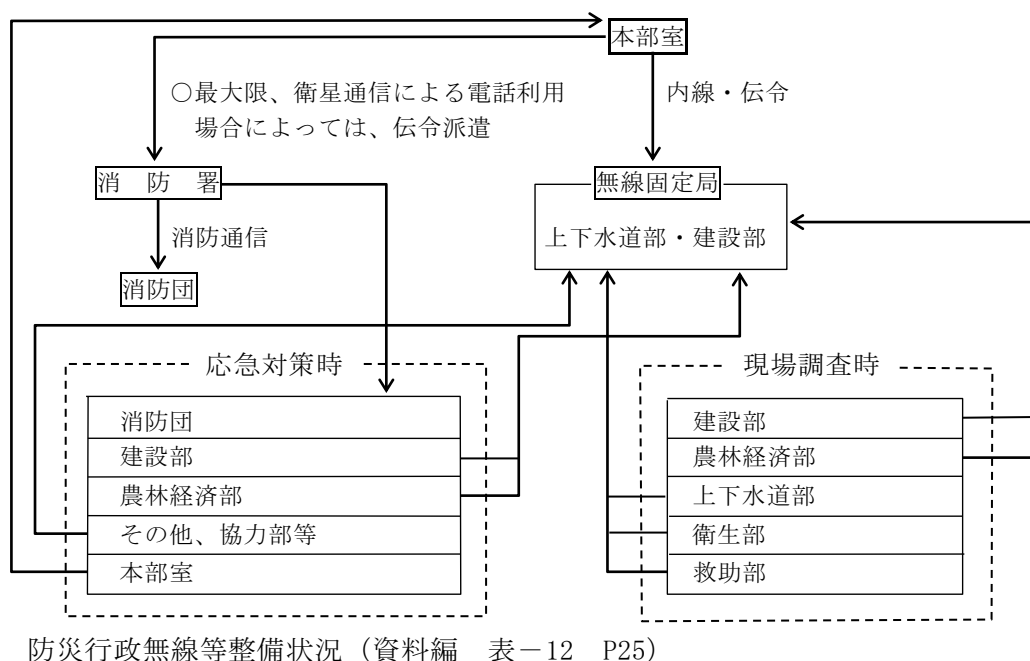 本部室
○最大限、衛星通信による電話利用
場合によっては、伝令派遣
内線・伝令
消 防 署
無線固定局
消防通信
上下水道部・建設部
消防団
応急対策時
消防団
建設部
農林経済部
その他、協力部等
本部室
現場調査時
建設部
農林経済部
上下水道部
衛生部
救助部
防災行政無線等整備状況（資料編 表－12 P25）